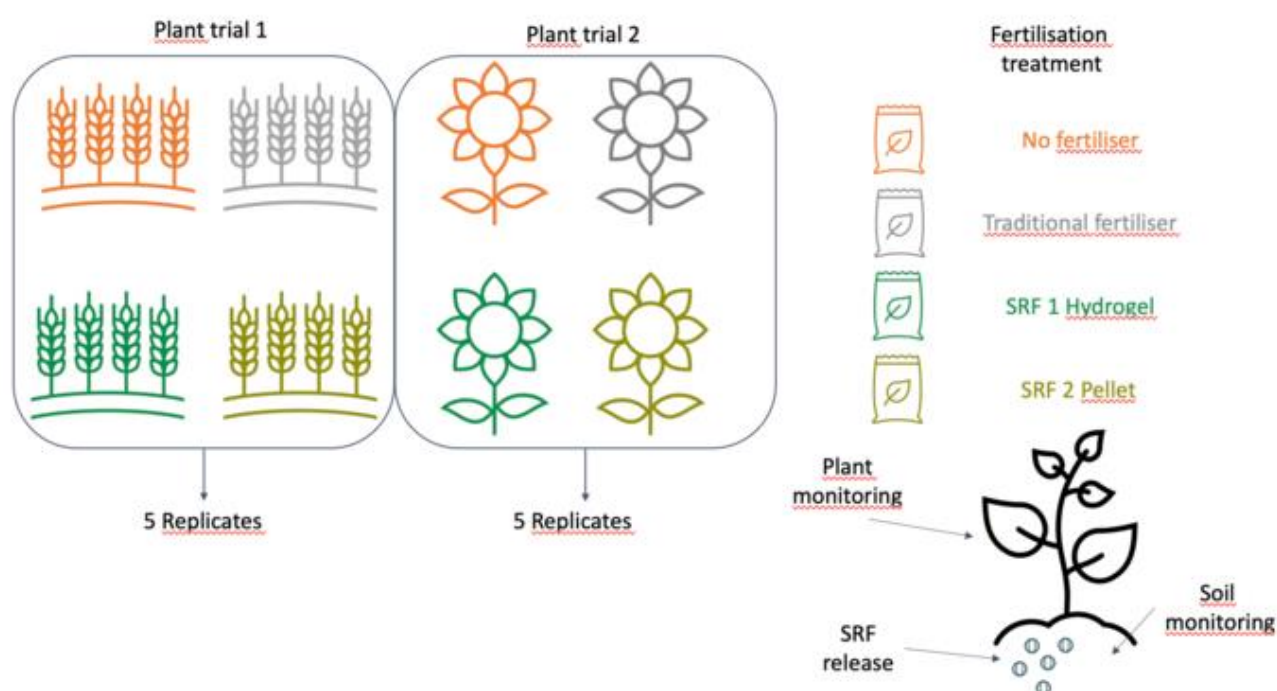 Plant trial 1
Plant trial 2
Fertilisation
treatment
No fertiliser
Traditional fertiliser
SRF 1 Hydrogel
SRF 2 Pellet
5 Replicates
5 Replicates
Plant
monitoring
Soil
monitoring
SRF
release